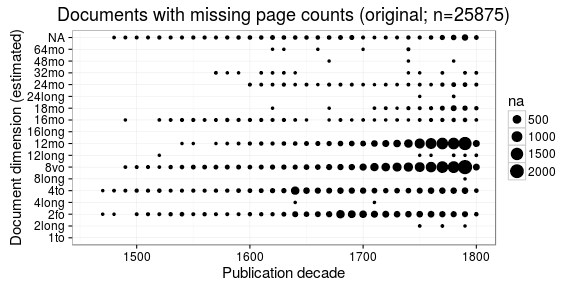 Documents with missing page counts (original; n=25875)
Document dimension (estimated)
NA
64mo
48mo
32mo
24mo
24long
18mo
16mo
16long
12mo
12long
8vo
8long
4to
4long
2fo
2long
1to
1500
1600
1700
1800
Publication decade
na
500
1000
1500
2000